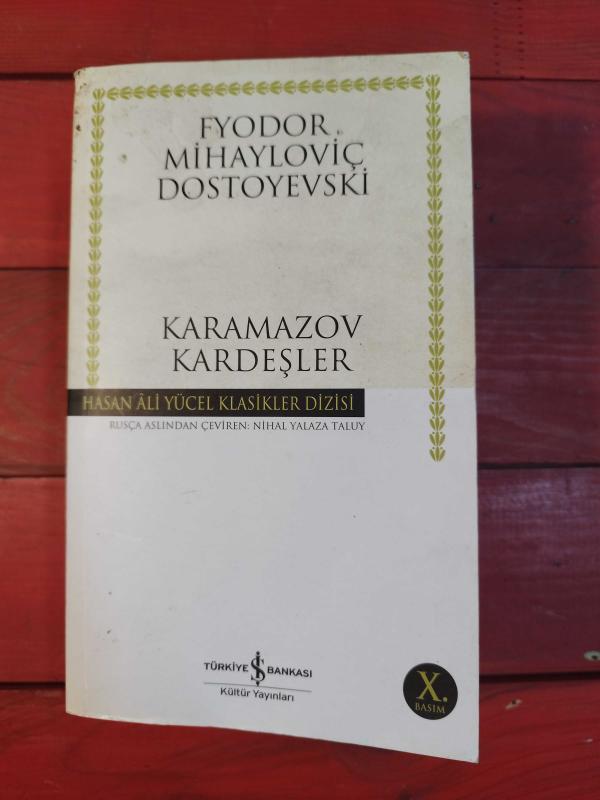 FYODOR
MİHAYLOVİÇ
DOSTOYEVSKİ
KARAMAZOV
KARDEŞLER
HASAN ÂLİ YÜCEL KLASİKLER DİZİSİ
RUSÇA ASLINDAN ÇEVİREN: NİHAL YALAZA TALUY
TÜRKİYE İŞ BANKASI
Kültür Yayınları
X.
BASIM